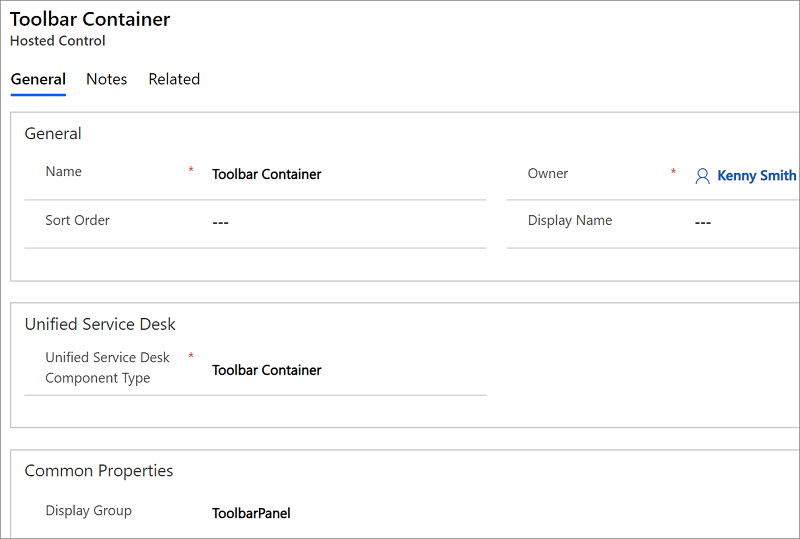 Toolbar Container
Hosted Control
General Notes Related
General
Name * Toolbar Container Owner * Kenny Smith
Sort Order --- Display Name ---
Unified Service Desk
Unified Service Desk * 
Component Type Toolbar Container
Common Properties
Display Group ToolbarPanel